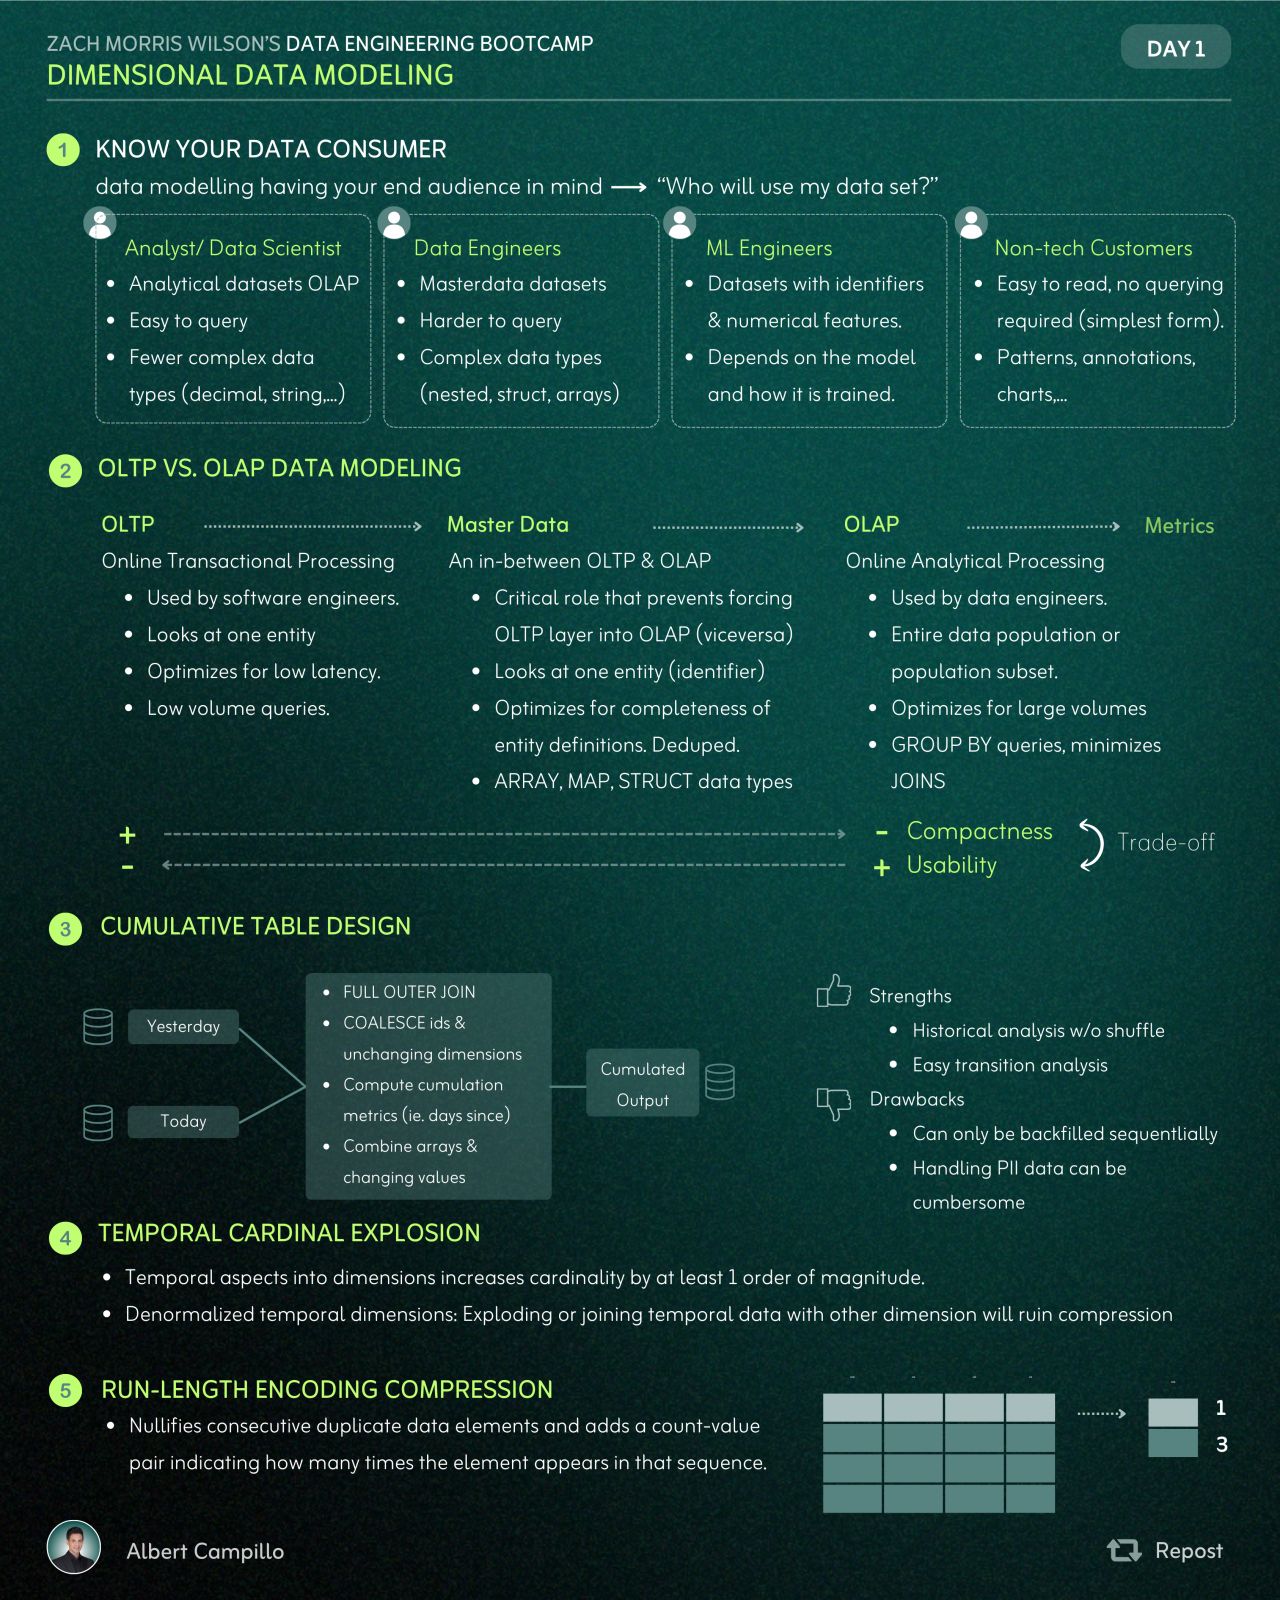 ZACH MORRIS WILSON'S DATA ENGINEERING BOOTCAMP
DAY 1
DIMENSIONAL DATA MODELING
1 KNOW YOUR DATA CONSUMER
data modelling having your end audience in mind ⟶ “Who will use my data set?”
Analyst/ Data Scientist
• Analytical datasets OLAP
• Easy to query
• Fewer complex data
types (decimal, string,...)
Data Engineers
• Masterdata datasets
• Harder to query
• Complex data types
(nested, struct, arrays)
ML Engineers
• Datasets with identifiers
& numerical features.
• Depends on the model
and how it is trained.
Non-tech Customers
• Easy to read, no querying
required (simplest form).
• Patterns, annotations,
charts,...
2 OLTP VS. OLAP DATA MODELING
OLTP
Online Transactional Processing
• Used by software engineers.
• Looks at one entity
• Optimizes for low latency.
• Low volume queries.
Master Data
An in-between OLTP & OLAP
• Critical role that prevents forcing
OLTP layer into OLAP (viceversa)
• Looks at one entity (identifier)
• Optimizes for completeness of
entity definitions. Deduped.
• ARRAY, MAP, STRUCT data types
OLAP
Online Analytical Processing
• Used by data engineers.
• Entire data population or
population subset.
• Optimizes for large volumes
• GROUP BY queries, minimizes
JOINS
Metrics
+ - Compactness
- + Usability
Trade-off
3 CUMULATIVE TABLE DESIGN
Yesterday
Today
• FULL OUTER JOIN
• COALESCE ids &
unchanging dimensions
• Compute cumulation
metrics (ie. days since)
• Combine arrays &
changing values
Cumulated
Output
Strengths
• Historical analysis w/o shuffle
• Easy transition analysis
Drawbacks
• Can only be backfilled sequentlially
• Handling PII data can be
cumbersome
4 TEMPORAL CARDINAL EXPLOSION
• Temporal aspects into dimensions increases cardinality by at least 1 order of magnitude.
• Denormalized temporal dimensions: Exploding or joining temporal data with other dimension will ruin compression
5 RUN-LENGTH ENCODING COMPRESSION
• Nullifies consecutive duplicate data elements and adds a count-value
pair indicating how many times the element appears in that sequence.
1
3
Albert Campillo
Repost